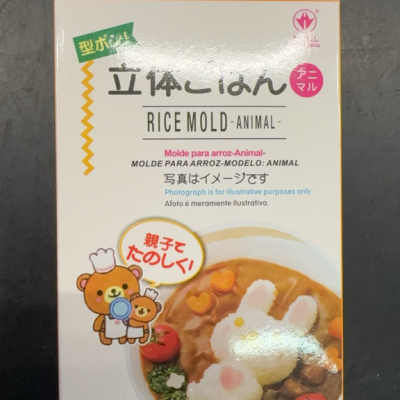 型ポン!
立体ごはん
アニ
マル
RICE MOLD -ANIMAL-
Molde para arroz-Animal-
MOLDE PARA ARROZ-MODELO: ANIMAL
写真はイメージです
Photograph is for illustrative purposes only
Afoto é meramente ilustrativa.
親子で
たのしく!